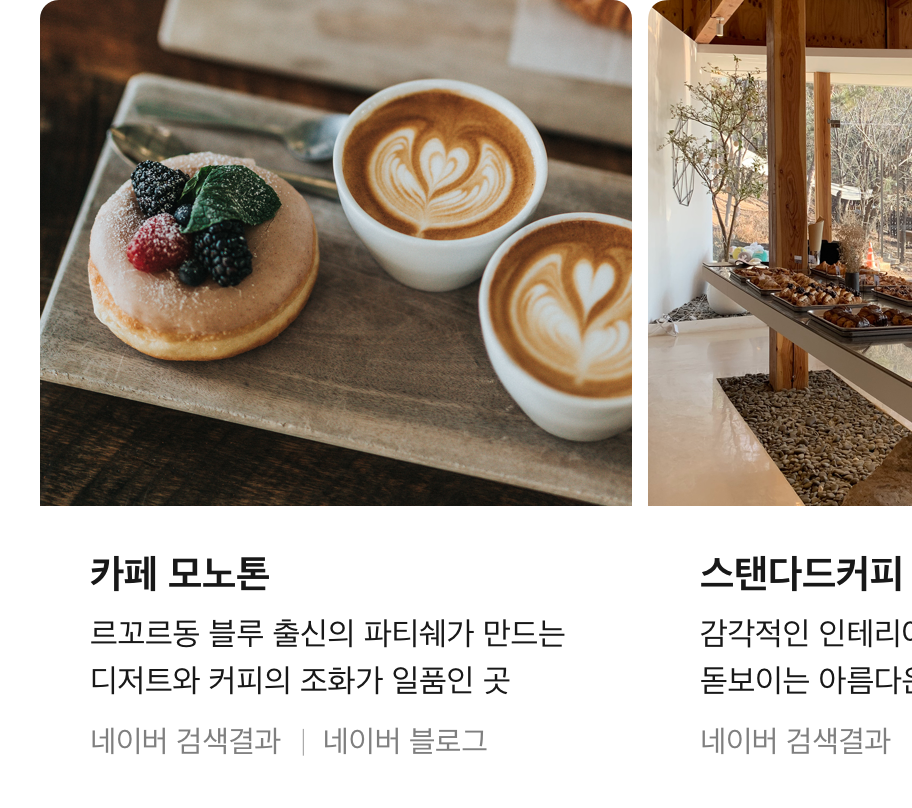 카페 모노톤
르꼬르동 블루 출신의 파티쉐가 만드는
디저트와 커피의 조화가 일품인 곳
네이버 검색결과 | 네이버 블로그
스탠다드커피
감각적인 인테리어
돋보이는 아름다운
네이버 검색결과